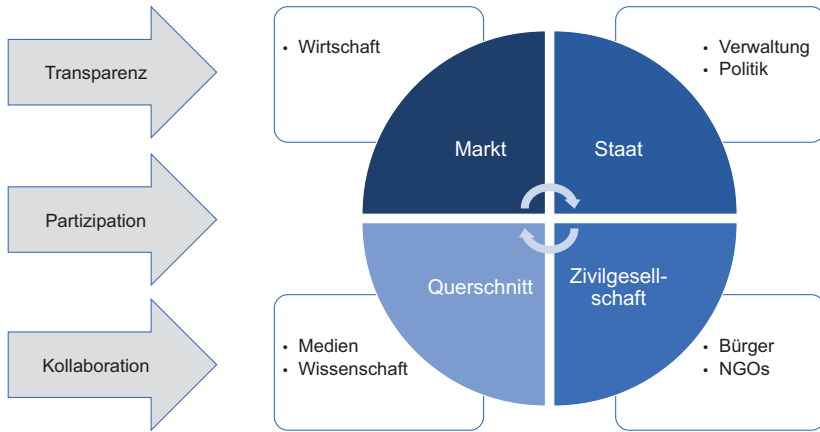 Transparenz
Partizipation
Kollaboration
• Wirtschaft
• Verwaltung
• Politik
Markt
Staat
Querschnitt
Zivilgesell-
schaft
• Medien
• Wissenschaft
• Bürger
• NGOs